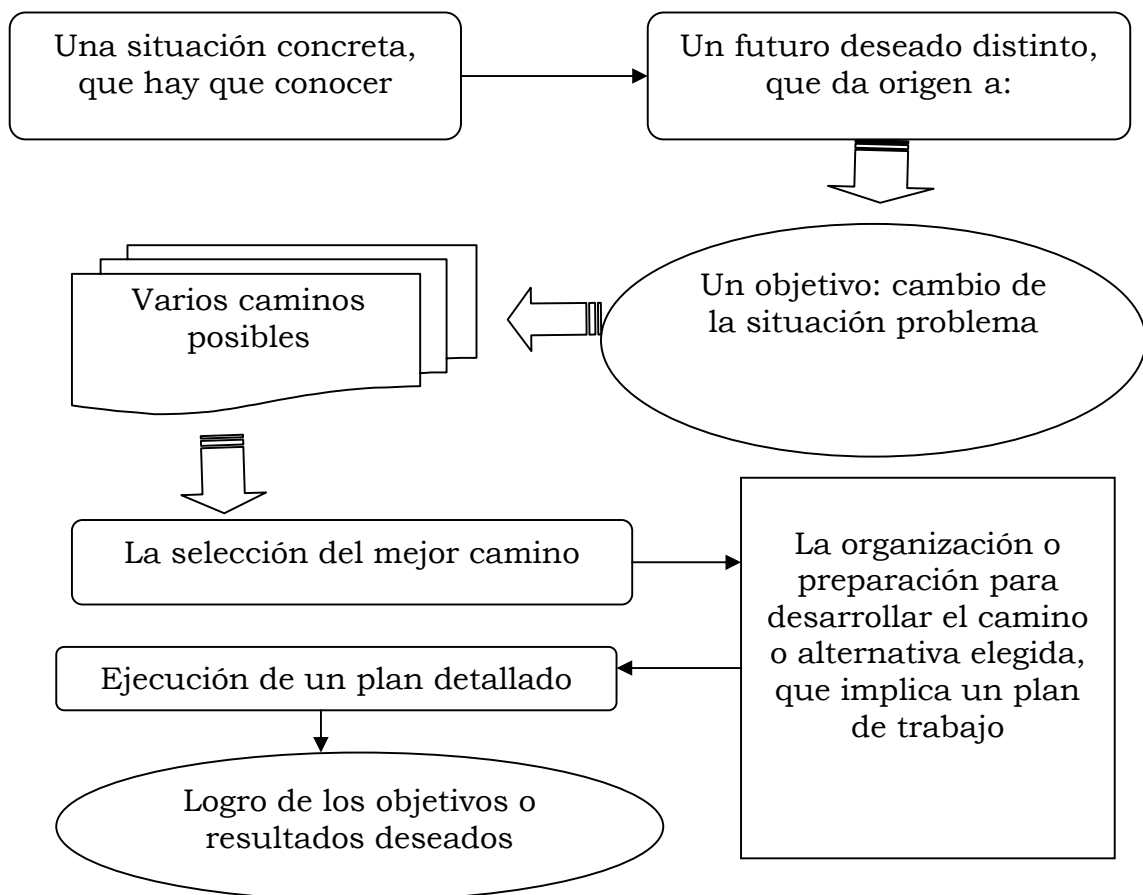 Una situación concreta,
que hay que conocer
Un futuro deseado distinto,
que da origen a:
Un objetivo: cambio de
la situación problema
Varios caminos
posibles
La selección del mejor camino
La organización o
preparación para
desarrollar el camino
o alternativa elegida,
que implica un plan
de trabajo
Ejecución de un plan detallado
Logro de los objetivos o
resultados deseados